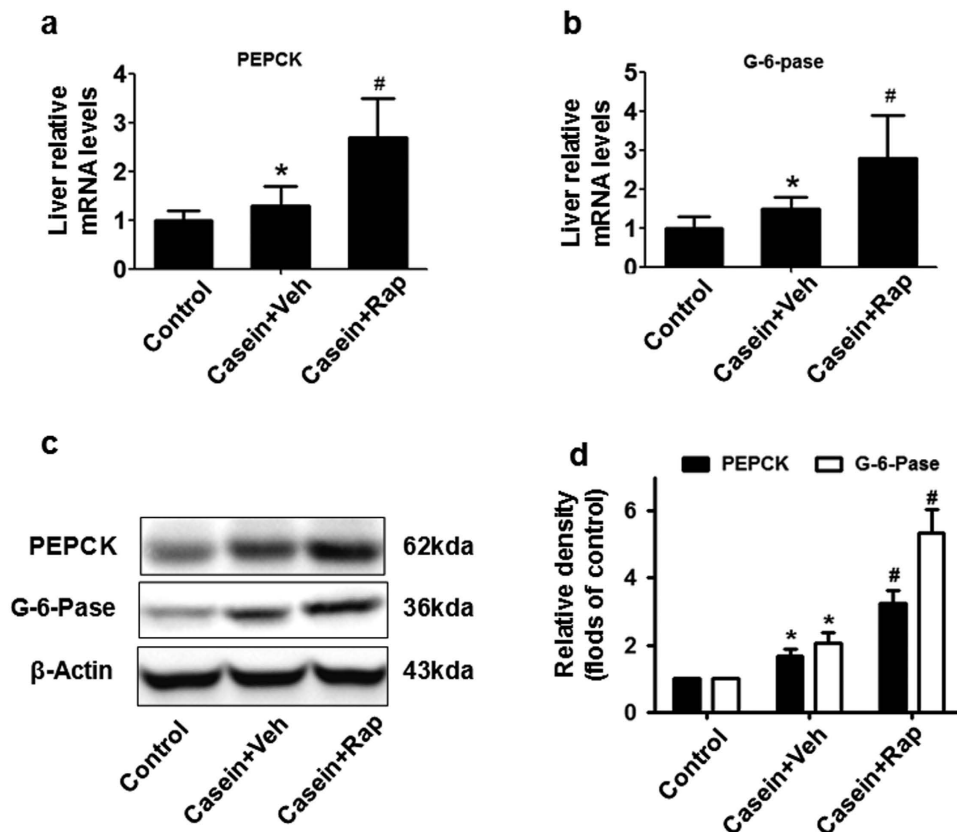 a
PEPCK
Liver relative
mRNA levels
4
3
2
1
0
*
#
Control
Casein+Veh
Casein+Rap
b
G-6-pase
Liver relative
mRNA levels
5
4
3
2
1
0
*
#
Control
Casein+Veh
Casein+Rap
c
PEPCK
62kda
G-6-Pase
36kda
β-Actin
43kda
Control
Casein+Veh
Casein+Rap
d
PEPCK
G-6-Pase
Relative density
(flods of control)
6
4
2
0
*
*
#
#
Control
Casein+Veh
Casein+Rap